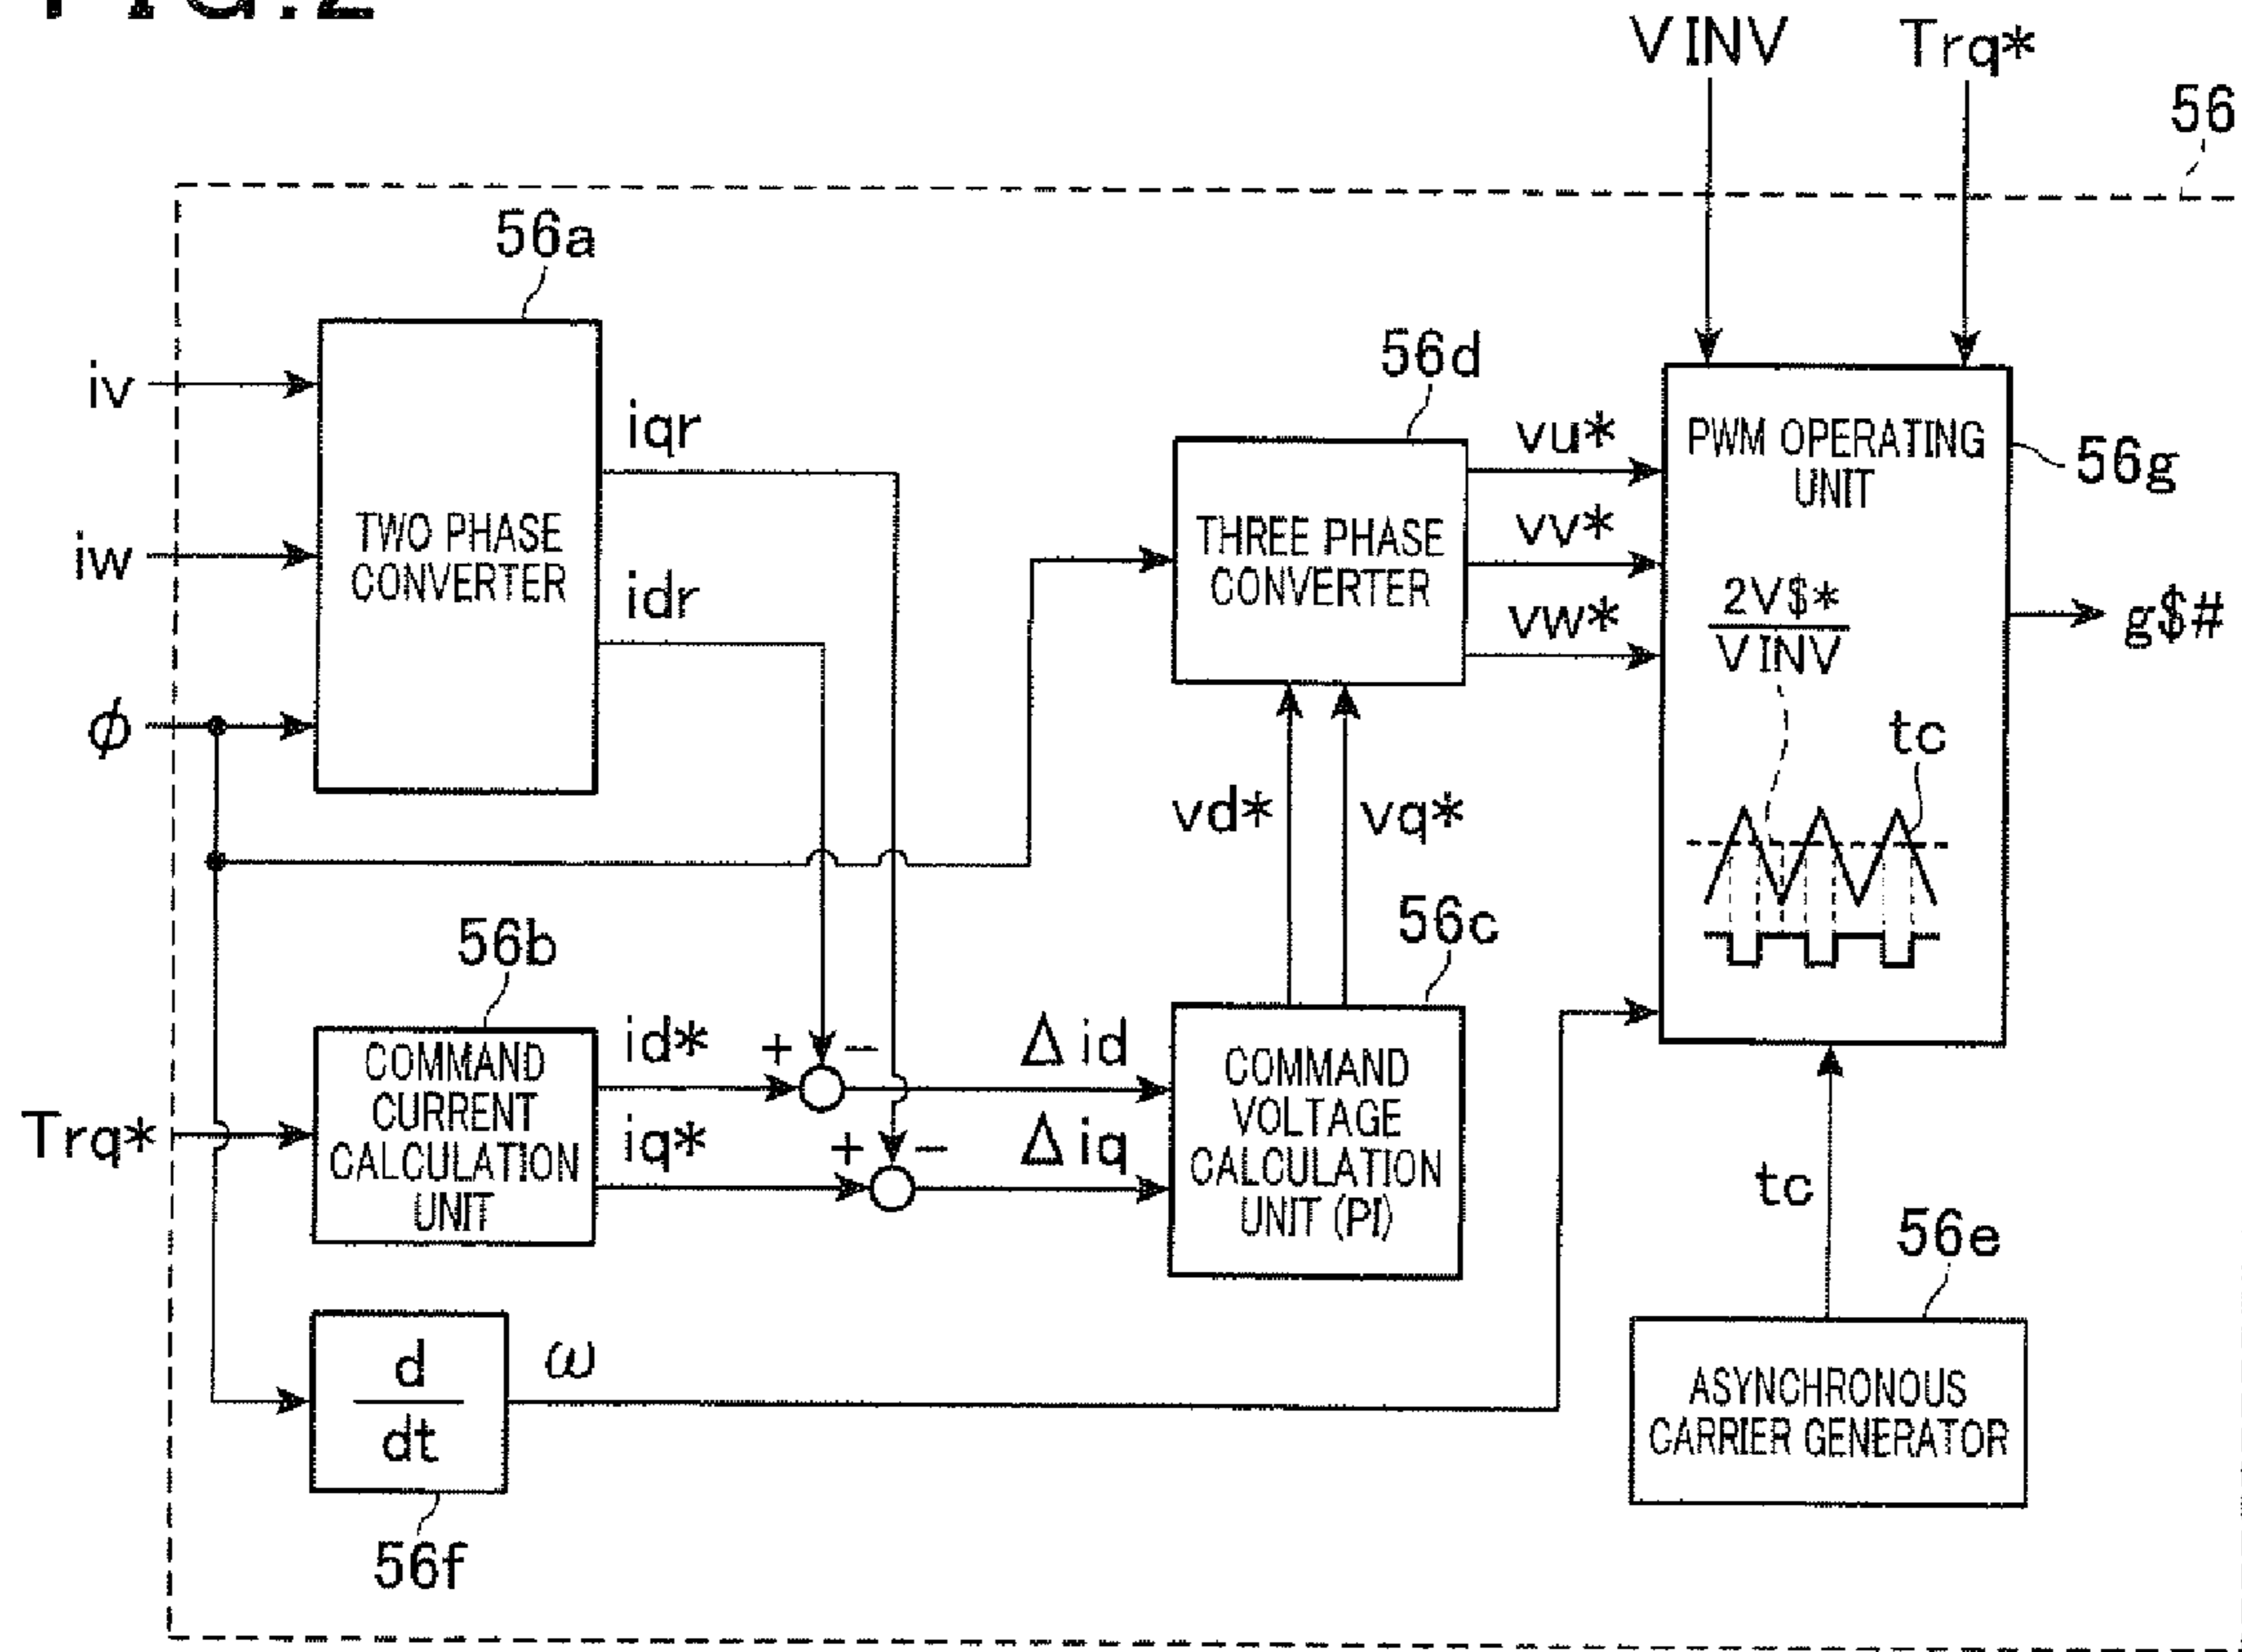 FIG.2
VINV
Trq*
56
56a
iv
iw
φ
TWO PHASE
CONVERTER
iqr
idr
56d
THREE PHASE
CONVERTER
vu*
vv*
vw*
PWM OPERATING
UNIT
56g
2V$*
VINV
tc
g$#
vd*
vq*
56b
Trq*
COMMAND
CURRENT
CALCULATION
UNIT
id*
iq*
+
−
+
−
Δid
Δiq
56c
COMMAND
VOLTAGE
CALCULATION
UNIT (PI)
tc
56e
ASYNCHRONOUS
CARRIER GENERATOR
d
dt
ω
56f